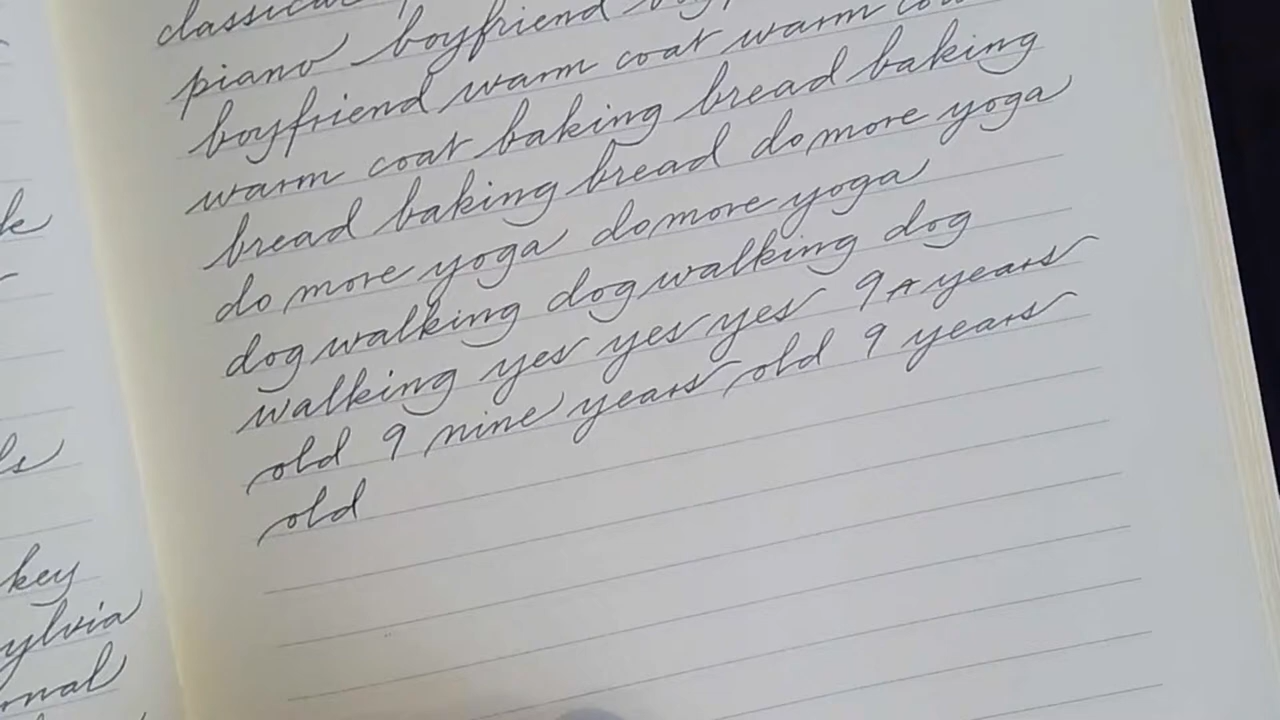 classical
piano boyfriend
boyfriend warm coat warm
warm coat baking bread baking
bread baking bread do more yoga
do more yoga do more yoga
dog walking dog walking dog
walking yes yes yes 9 years
old 9 nine years old 9 years
old
key